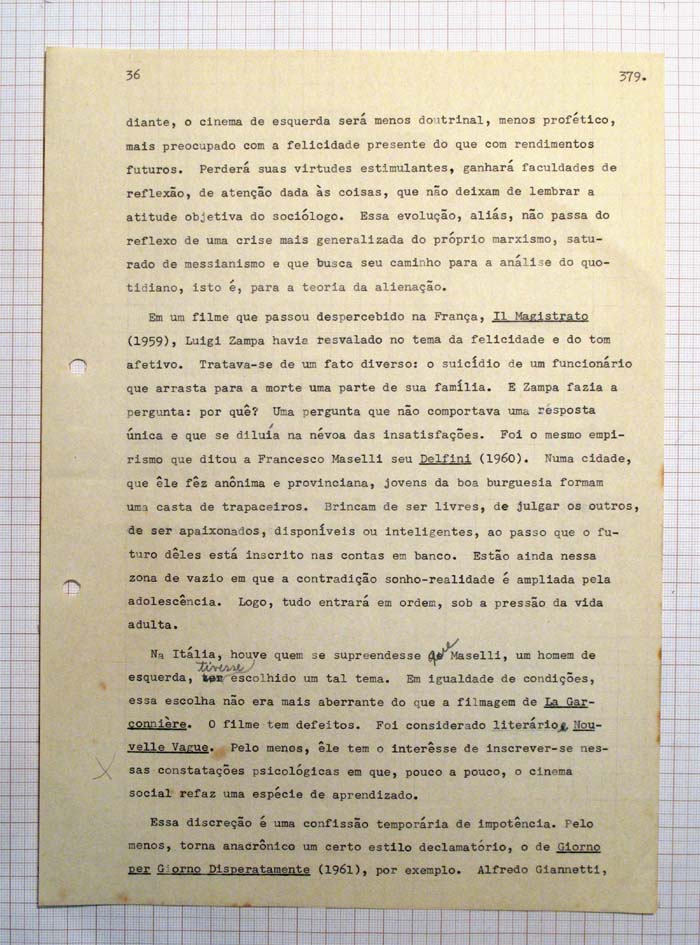 36 379.
diante, o cinema de esquerda será menos doutrinal, menos profético,
mais preocupado com a felicidade presente do que com rendimentos
futuros. Perderá suas virtudes estimulantes, ganhará faculdades de
reflexão, de atenção dada às coisas, que não deixam de lembrar a
atitude objetiva do sociólogo. Essa evolução, aliás, não passa do
reflexo de uma crise mais generalizada do próprio marxismo, satu-
rado de messianismo e que busca seu caminho para a análise do quo-
tidiano, isto é, para a teoria da alienação.
Em um filme que passou despercebido na França, Il Magistrato
(1959), Luigi Zampa havia resvalado no tema da felicidade e do tom
afetivo. Tratava-se de um fato diverso: o suicídio de um funcionário
que arrasta para a morte uma parte de sua família. E Zampa fazia a
pergunta: por quê? Uma pergunta que não comportava uma resposta
única e que se diluía na névoa das insatisfações. Foi o mesmo empi-
rismo que ditou a Francesco Maselli seu Delfini (1960). Numa cidade,
que êle fêz anônima e provinciana, jovens da boa burguesia formam
uma casta de trapaceiros. Brincam de ser livres, de julgar os outros,
de ser apaixonados, disponíveis ou inteligentes, ao passo que o fu-
turo dêles está inscrito nas contas em banco. Estão ainda nessa
zona de vazio em que a contradição sonho-realidade é ampliada pela
adolescência. Logo, tudo entrará em ordem, sob a pressão da vida
adulta.
Na Itália, houve quem se supreendesse que Maselli, um homem de
esquerda, tivesse escolhido um tal tema. Em igualdade de condições,
essa escolha não era mais aberrante do que a filmagem de La Gar-
connière. O filme tem defeitos. Foi considerado literário e Nou-
velle Vague. Pelo menos, êle tem o interêsse de inscrever-se nes-
sas constatações psicológicas em que, pouco a pouco, o cinema
social refaz uma espécie de aprendizado.
Essa discreção é uma confissão temporária de impotência. Pelo
menos, torna anacrônico um certo estilo declamatório, o de Giorno
per Giorno Disperatamente (1961), por exemplo. Alfredo Giannetti,